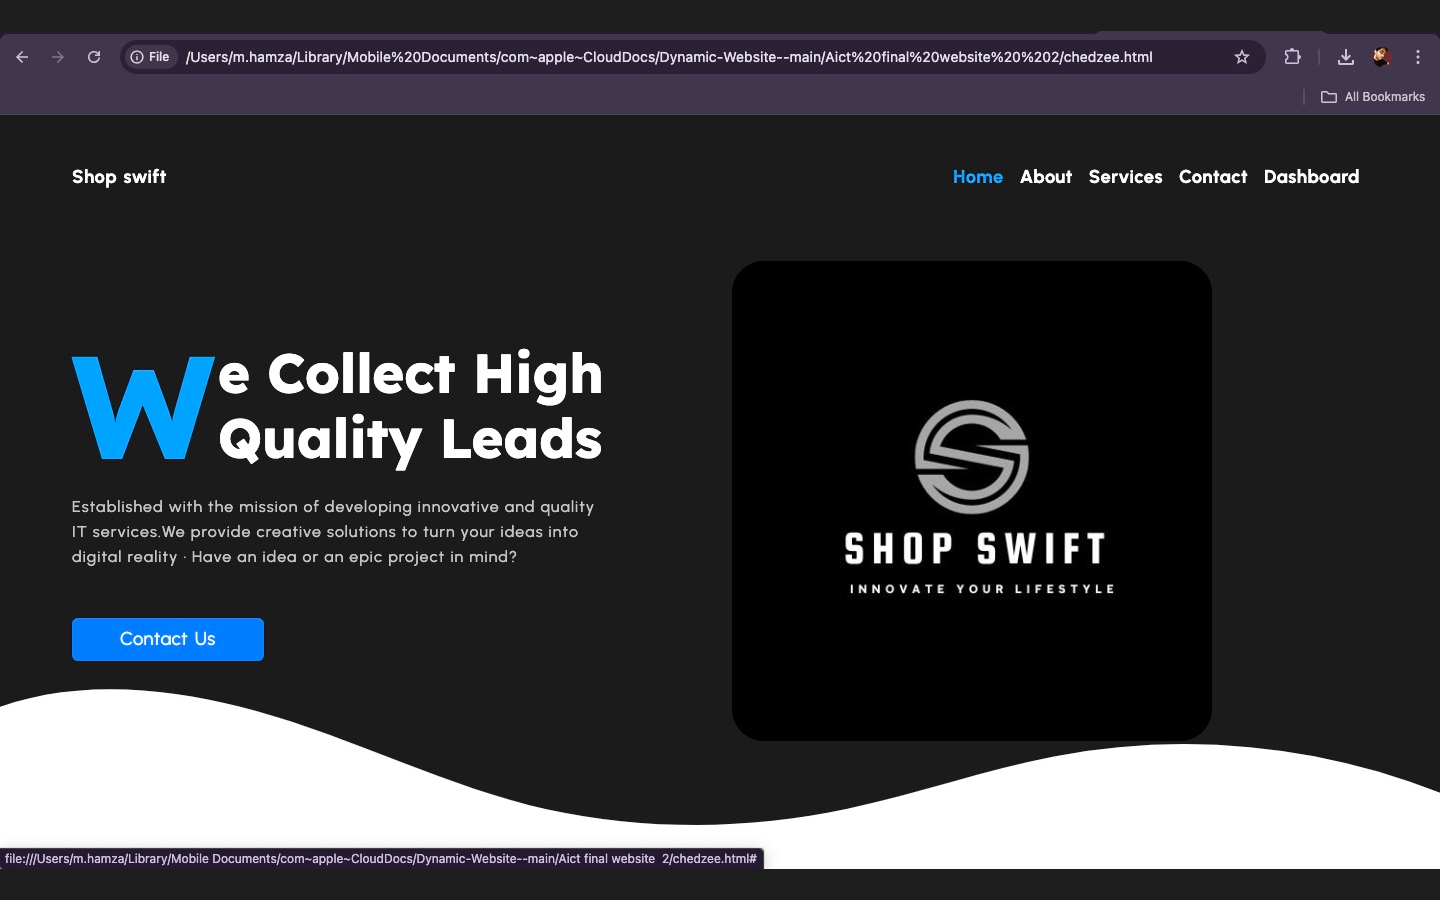 File
/Users/m.hamza/Library/Mobile%20Documents/com~apple~CloudDocs/Dynamic-Website--main/Aict%20final%20website%20%202/chedzee.html
All Bookmarks
Shop swift
Home About Services Contact Dashboard
We Collect High
Quality Leads
Established with the mission of developing innovative and quality
IT services.We provide creative solutions to turn your ideas into
digital reality · Have an idea or an epic project in mind?
Contact Us
SHOP SWIFT
INNOVATE YOUR LIFESTYLE
file:///Users/m.hamza/Library/Mobile Documents/com~apple~CloudDocs/Dynamic-Website--main/Aict final website  2/chedzee.html#